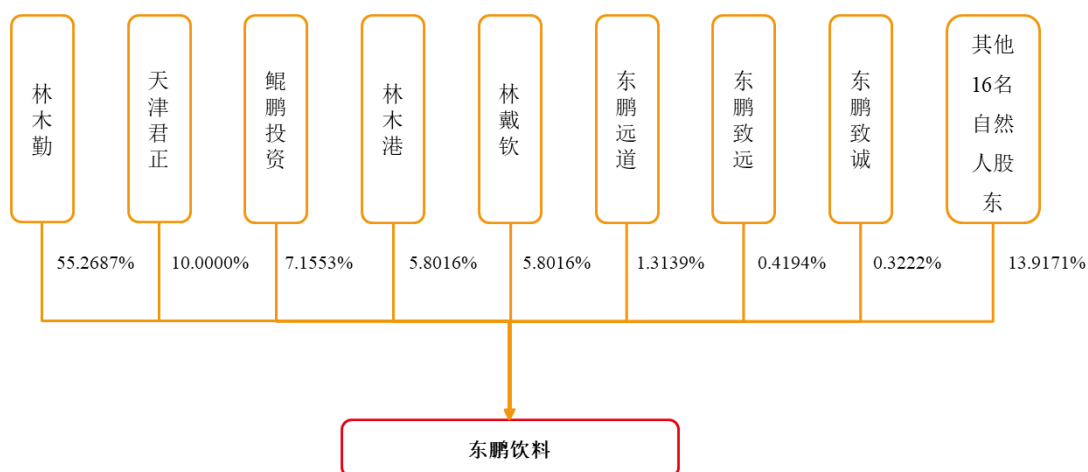 林木勤
天津君正
鲲鹏投资
林木港
林戴钦
东鹏远道
东鹏致远
东鹏致诚
其他
16名
自然
人股
东
55.2687%
10.0000%
7.1553%
5.8016%
5.8016%
1.3139%
0.4194%
0.3222%
13.9171%
东鹏饮料